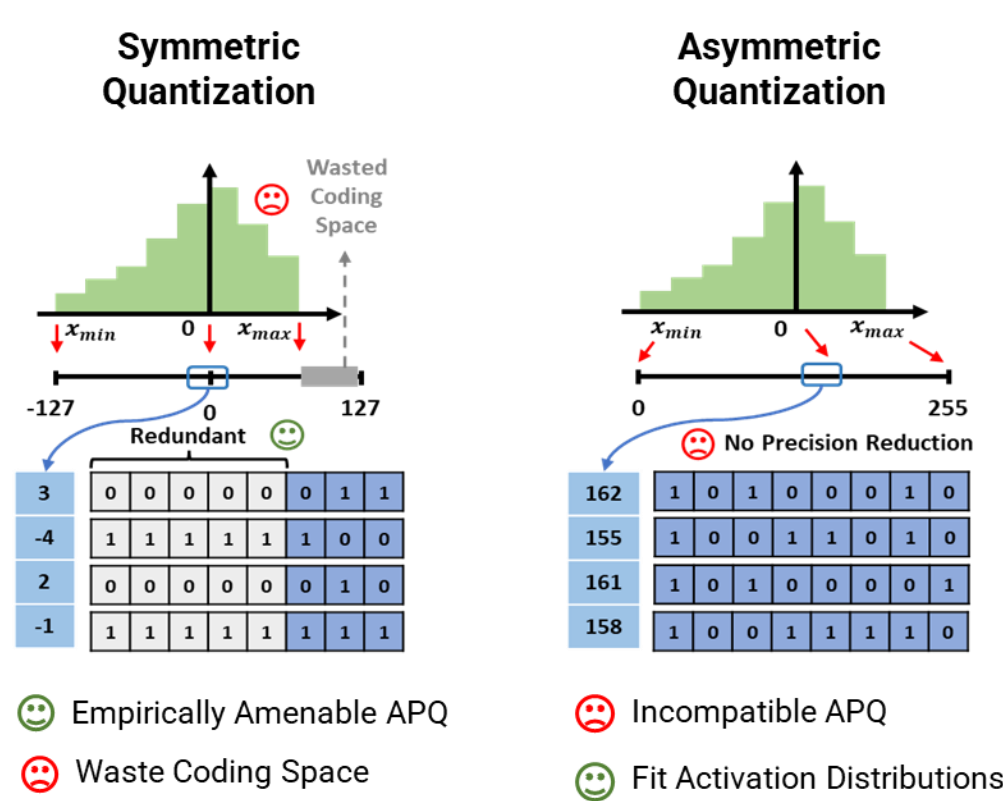 Symmetric
Quantization
Asymmetric
Quantization
Wasted
Coding
Space
x_min 0 x_max
-127 0 127
Redundant
3 0 0 0 0 0 0 1 1
-4 1 1 1 1 1 1 0 0
2 0 0 0 0 0 0 1 0
-1 1 1 1 1 1 1 1 1
Empirically Amenable APQ
Waste Coding Space
x_min 0 x_max
0 255
No Precision Reduction
162 1 0 1 0 0 0 1 0
155 1 0 0 1 1 0 1 0
161 1 0 1 0 0 0 0 1
158 1 0 0 1 1 1 1 0
Incompatible APQ
Fit Activation Distributions